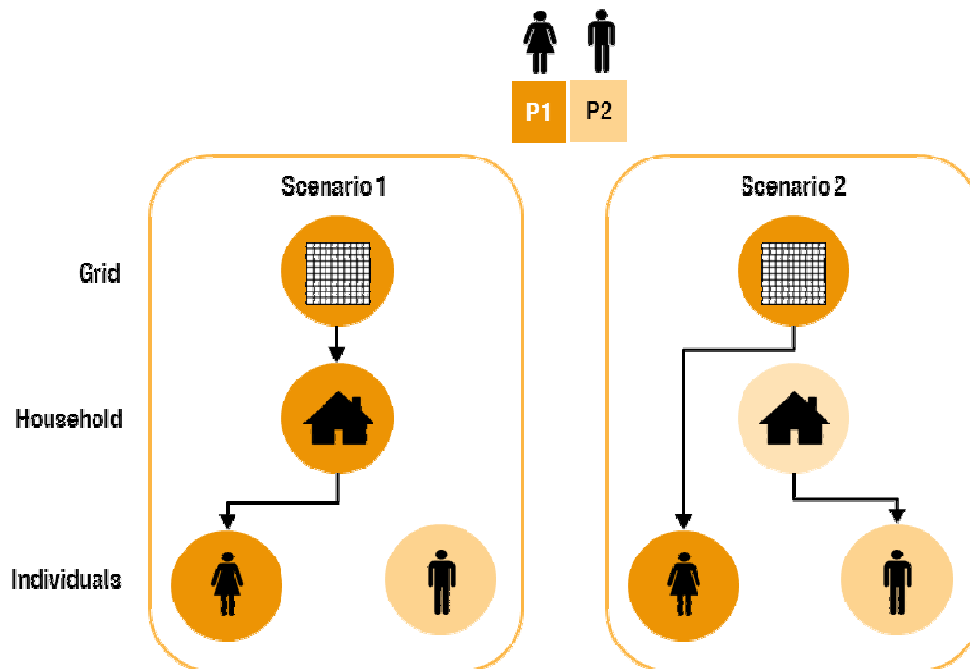 P1 P2
Scenario 1
Scenario 2
Grid
Household
Individuals